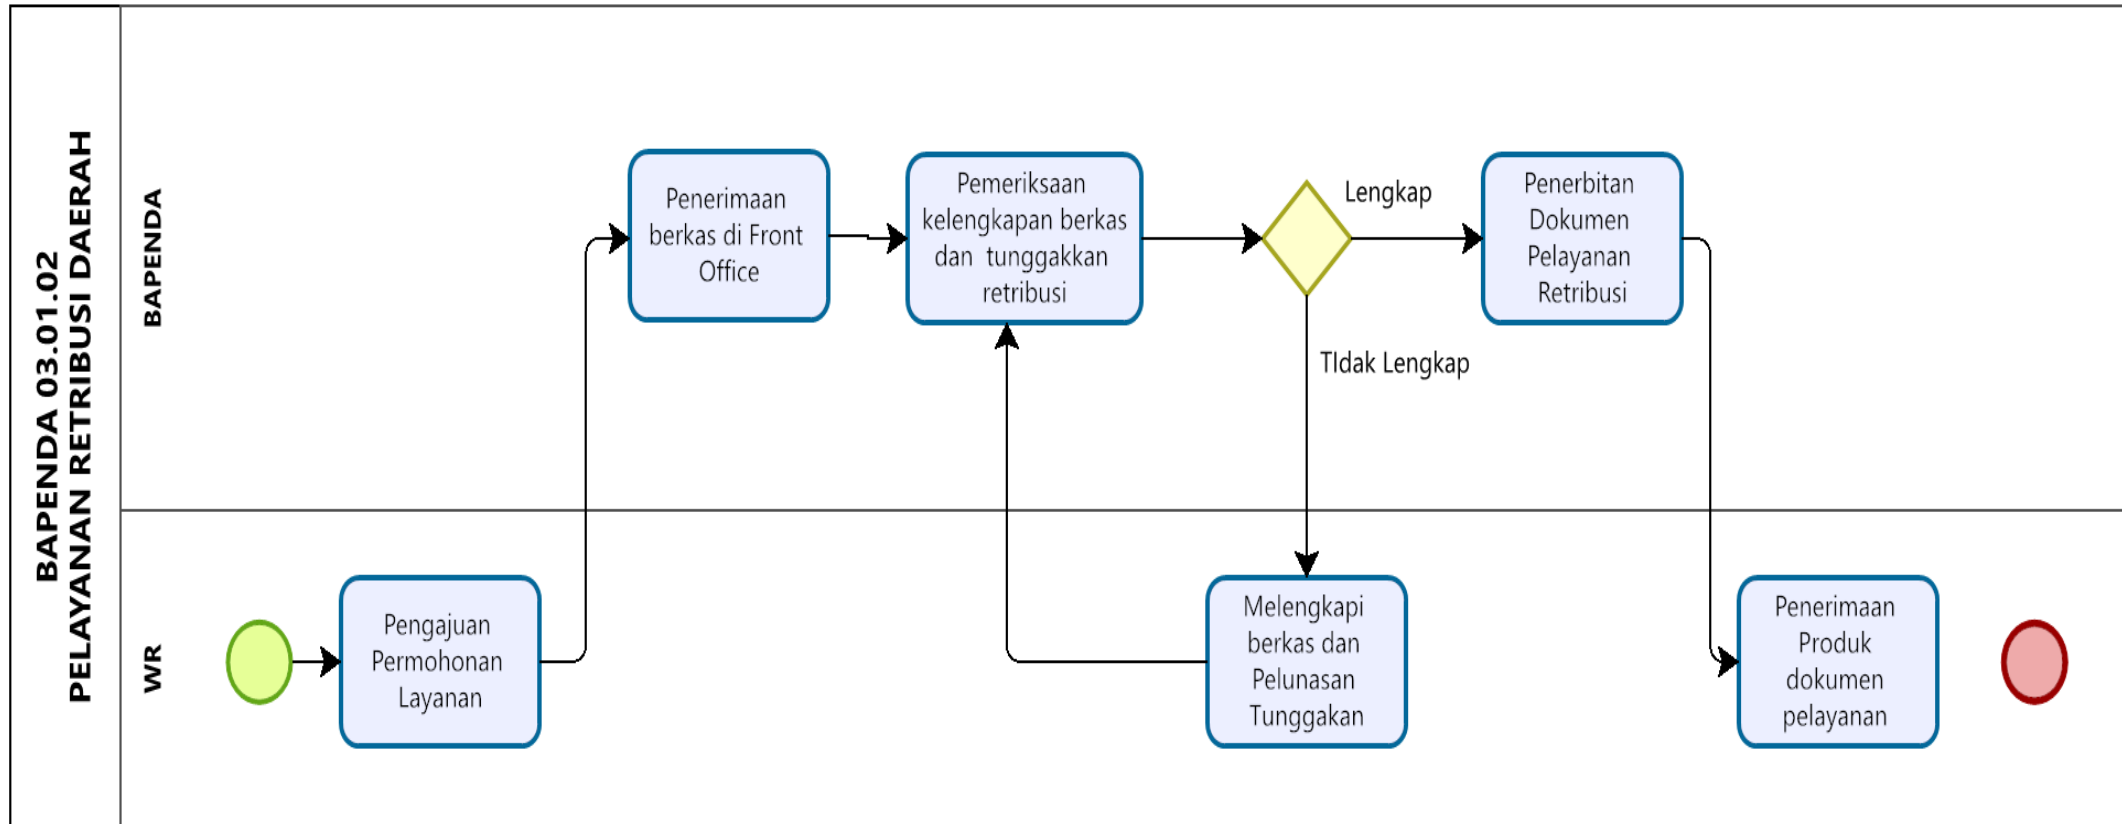 BAPENDA 03.01.02
PELAYANAN RETRIBUSI DAERAH
BAPENDA
Penerimaan
berkas di Front
Office
Pemeriksaan
kelengkapan berkas
dan tunggakkan
retribusi
Lengkap
TIdak Lengkap
Penerbitan
Dokumen
Pelayanan
Retribusi
WR
Pengajuan
Permohonan
Layanan
Melengkapi
berkas dan
Pelunasan
Tunggakan
Penerimaan
Produk
dokumen
pelayanan